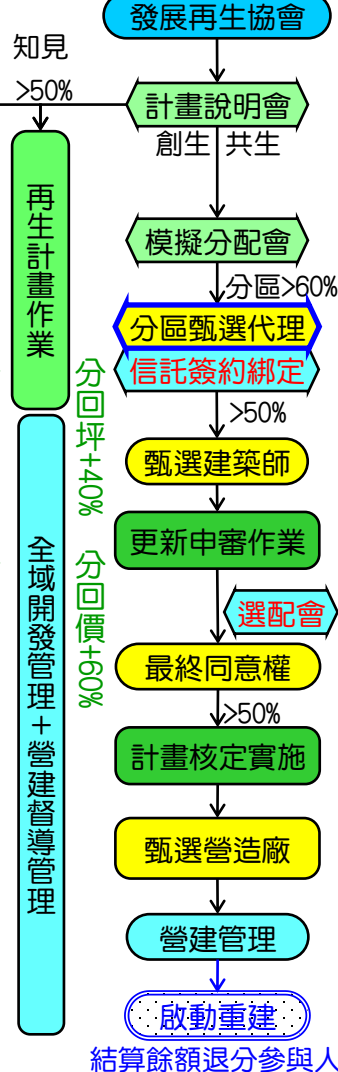 發展再生協會
知見
>50%
計畫說明會
創生 共生
再生計畫作業
模擬分配會
分區>60%
分區甄選代理
信託簽約綁定
>50%
分回坪+40%
甄選建築師
更新申審作業
全域開發管理+營建督導管理
分回價+60%
選配會
最終同意權
>50%
計畫核定實施
甄選營造廠
營建管理
啟動重建
結算餘額退分參與人